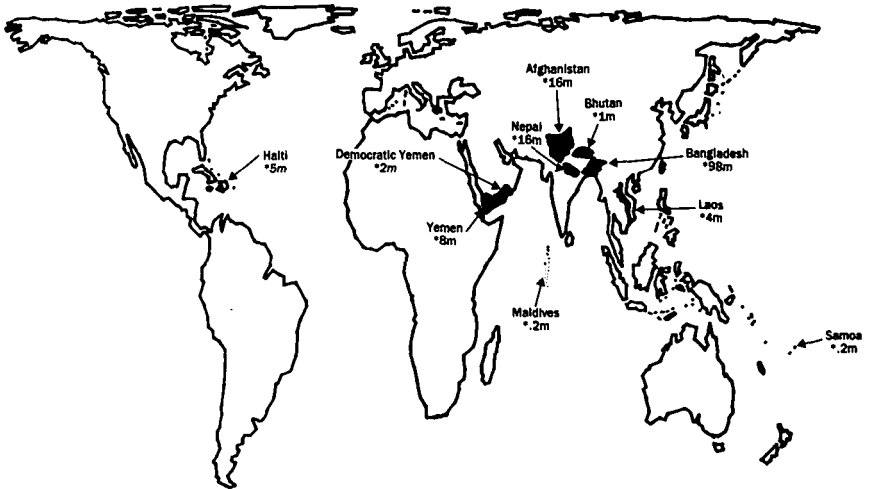 Afghanistan
*16m
Bhutan
*1m
Nepal
*16m
Haiti
*5m
Democratic Yemen
*2m
Bangladesh
*98m
Laos
*4m
Yemen
*8m
Maldives
*.2m
Samoa
*.2m